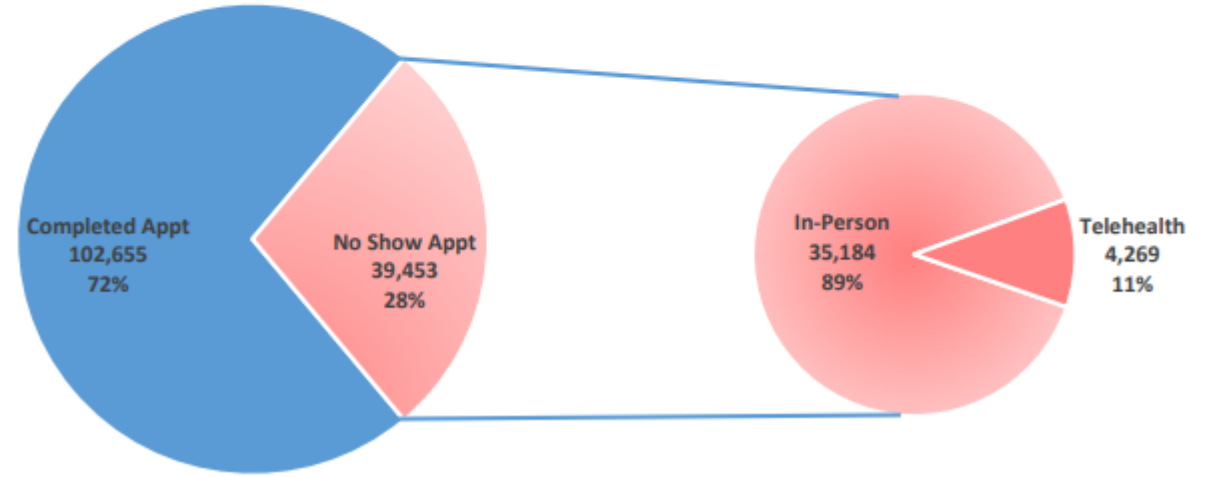 Completed Appt
102,655
72%
No Show Appt
39,453
28%
In-Person
35,184
89%
Telehealth
4,269
11%